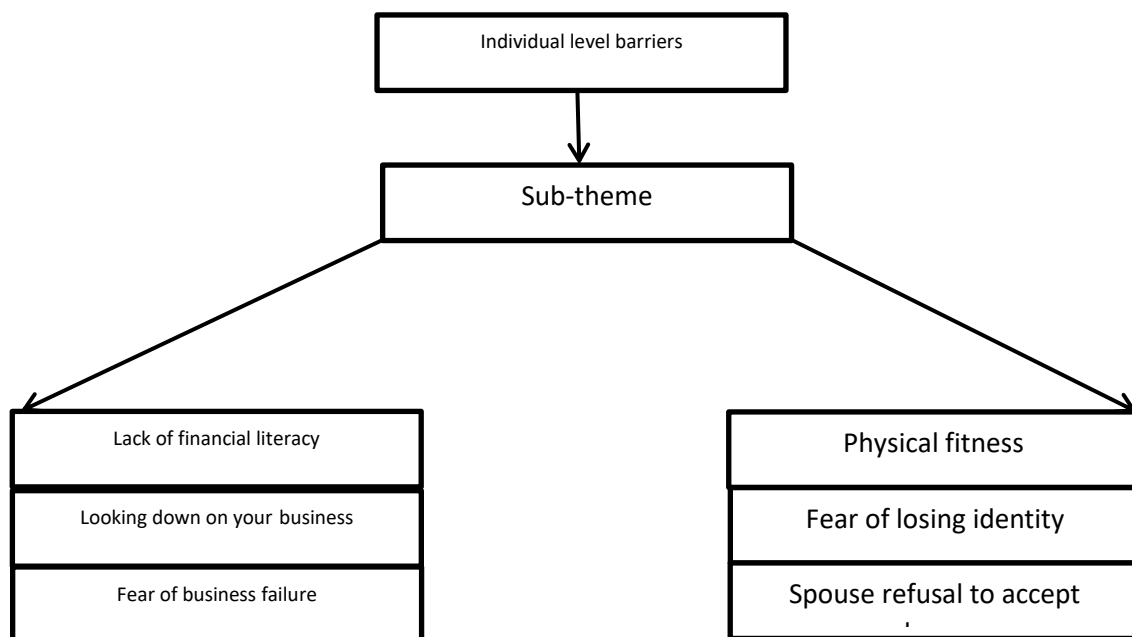 Individual level barriers
Sub-theme
Lack of financial literacy
Looking down on your business
Fear of business failure
Physical fitness
Fear of losing identity
Spouse refusal to accept